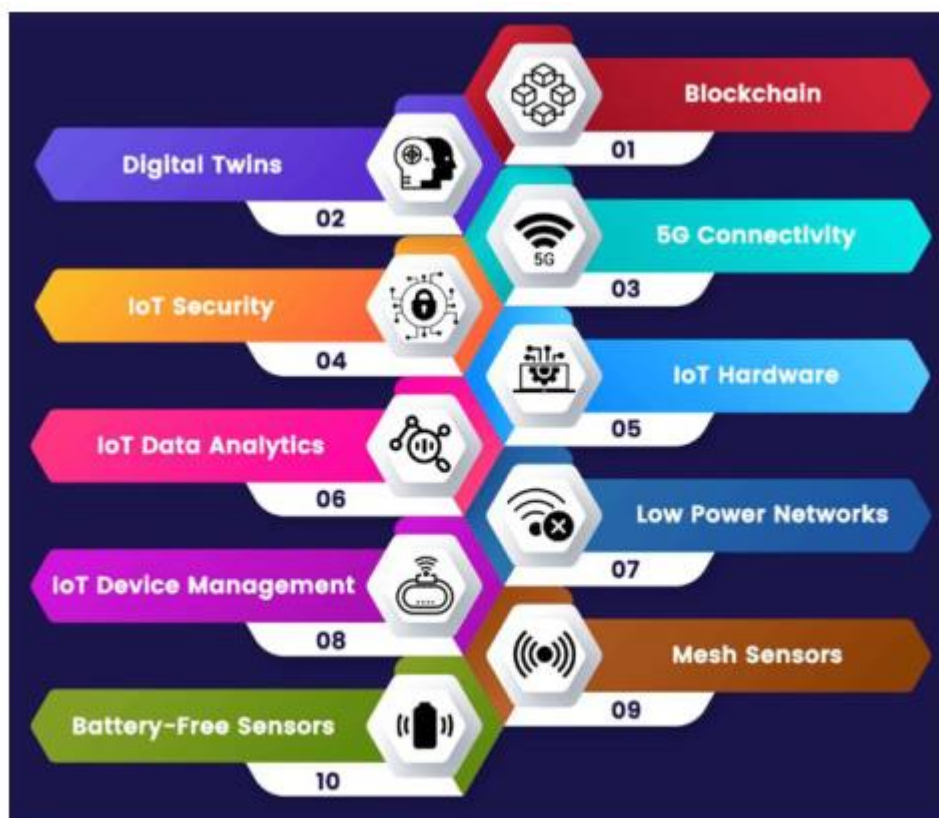 Blockchain
01
Digital Twins
02
5G Connectivity
5G
03
IoT Security
04
IoT Hardware
05
IoT Data Analytics
06
Low Power Networks
07
IoT Device Management
08
Mesh Sensors
09
Battery-Free Sensors
10